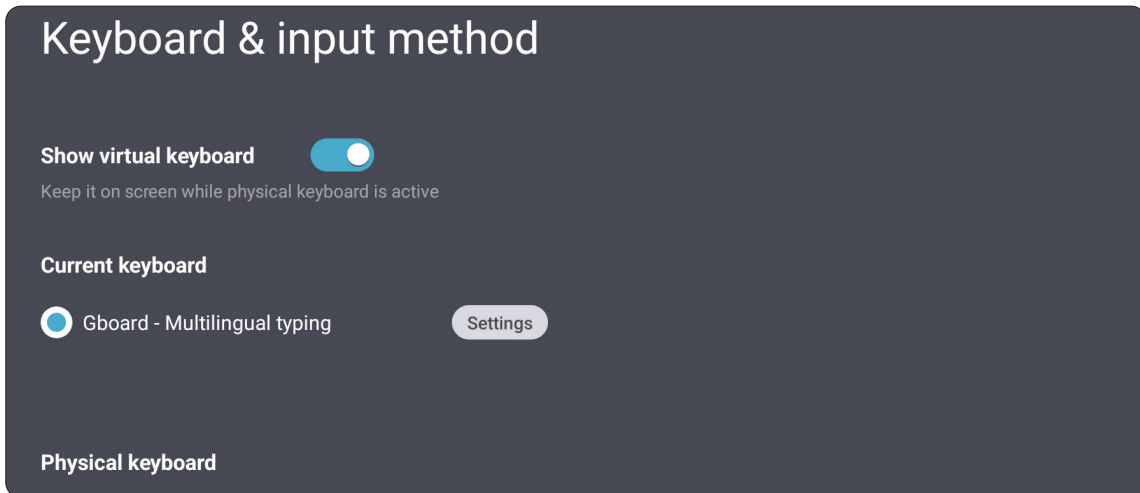 Keyboard & input method
Show virtual keyboard
Keep it on screen while physical keyboard is active
Current keyboard
Gboard - Multilingual typing Settings
Physical keyboard